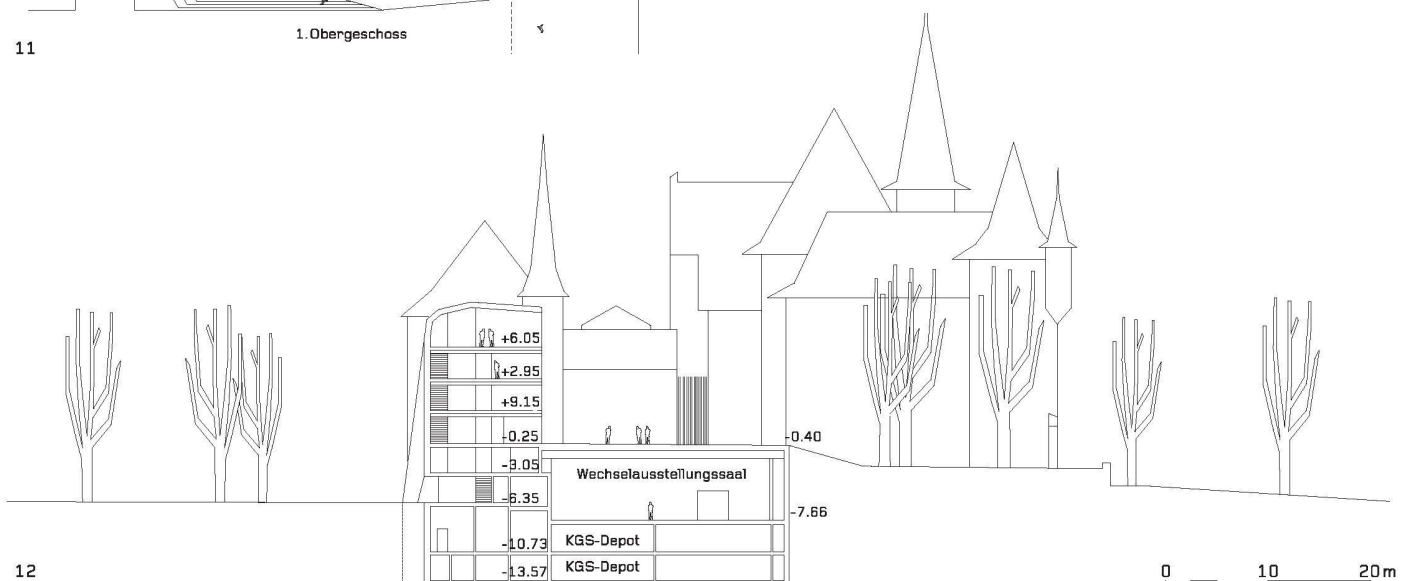 1.Obergeschoss
11
+6.05
+2.95
+9.15
-0.25
-0.40
-3.05
Wechselausstellungssaal
-6.35
-7.66
-10.73
KGS-Depot
-13.57
KGS-Depot
12
0 10 20m